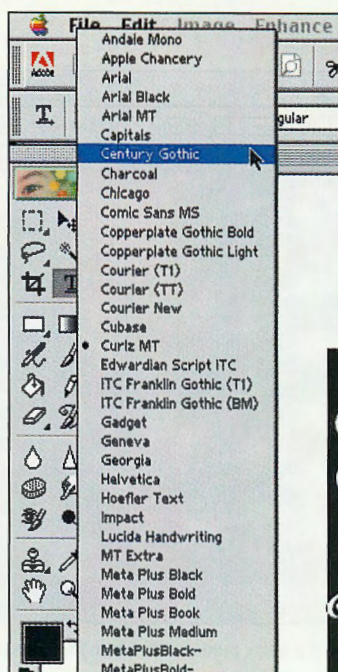 File Edit Image Enhance
Adobe
T
gular
Andale Mono
Apple Chancery
Arial
Arial Black
Arial MT
Capitals
Century Gothic
Charcoal
Chicago
Comic Sans MS
Copperplate Gothic Bold
Copperplate Gothic Light
Courier (T1)
Courier (TT)
Courier New
Cubase
Curlz MT
Edwardian Script ITC
ITC Franklin Gothic (T1)
ITC Franklin Gothic (BM)
Gadget
Geneva
Georgia
Helvetica
Hoefler Text
Impact
Lucida Handwriting
MT Extra
Meta Plus Black
Meta Plus Bold
Meta Plus Book
Meta Plus Medium
MetaPlusBlack~
MetaPlusBold-